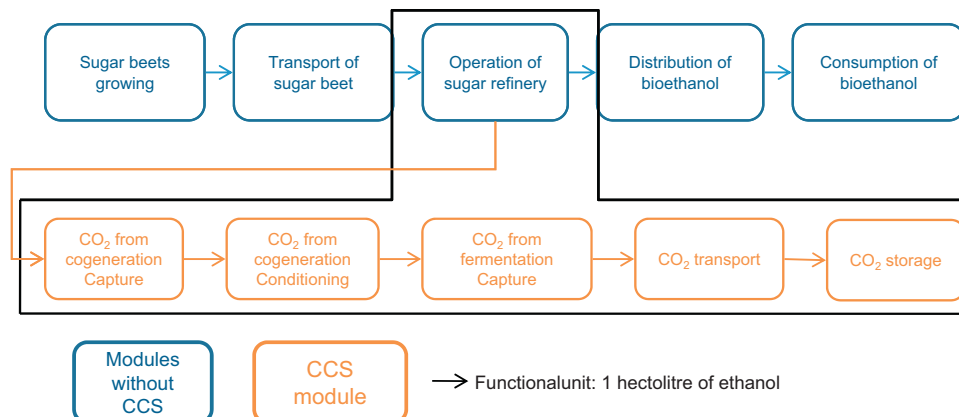 Sugar beets
growing
Transport of
sugar beet
Operation of
sugar refinery
Distribution of
bioethanol
Consumption of
bioethanol
CO₂ from
cogeneration
Capture
CO₂ from
cogeneration
Conditioning
CO₂ from
fermentation
Capture
CO₂ transport
CO₂ storage
Modules
without
CCS
CCS
module
Functionalunit: 1 hectolitre of ethanol